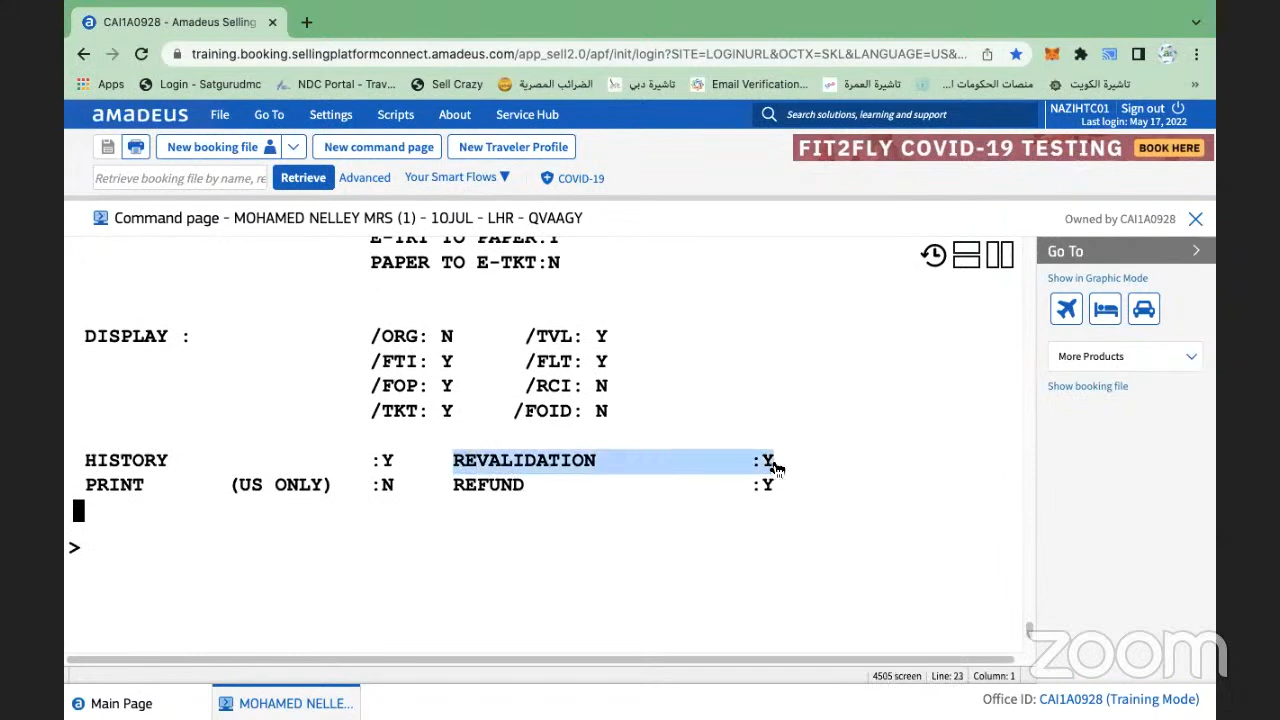 CAI1A0928 - Amadeus Selling
training.booking.sellingplatformconnect.amadeus.com/app_sel2.0/apf/init/login?SITE=LOGINURL&OCTX=SKL&LANGUAGE=US&...
Apps Login - Satgurudmc NDC Portal - Trav... Sell Crazy الضرائب المصرية تاشيرة دبي Email Verification... تاشيرة العمرة منصات الحكومات ا... تاشيرة الكويت »
amadeus File Go To Settings Scripts About Service Hub Search solutions, learning and support NAZIHTC01 Sign out
Last login: May 17, 2022
New booking file New command page New Traveler Profile FIT2FLY COVID-19 TESTING BOOK HERE
Retrieve booking file by name, re Retrieve Advanced Your Smart Flows COVID-19
Command page - MOHAMED NELLEY MRS (1) - 10JUL - LHR - QVAAGY Owned by CAI1A0928
E-TKT TO PAPER:Y
PAPER TO E-TKT:N
Go To
Show in Graphic Mode
More Products
Show booking file
DISPLAY : /ORG: N /TVL: Y
/FTI: Y /FLT: Y
/FOP: Y /RCI: N
/TKT: Y /FOID: N
HISTORY :Y REVALIDATION :Y
PRINT (US ONLY) :N REFUND :Y
>
zoom
4505 screen Line: 23 Column: 1
Main Page MOHAMED NELLE... Office ID: CAI1A0928 (Training Mode)